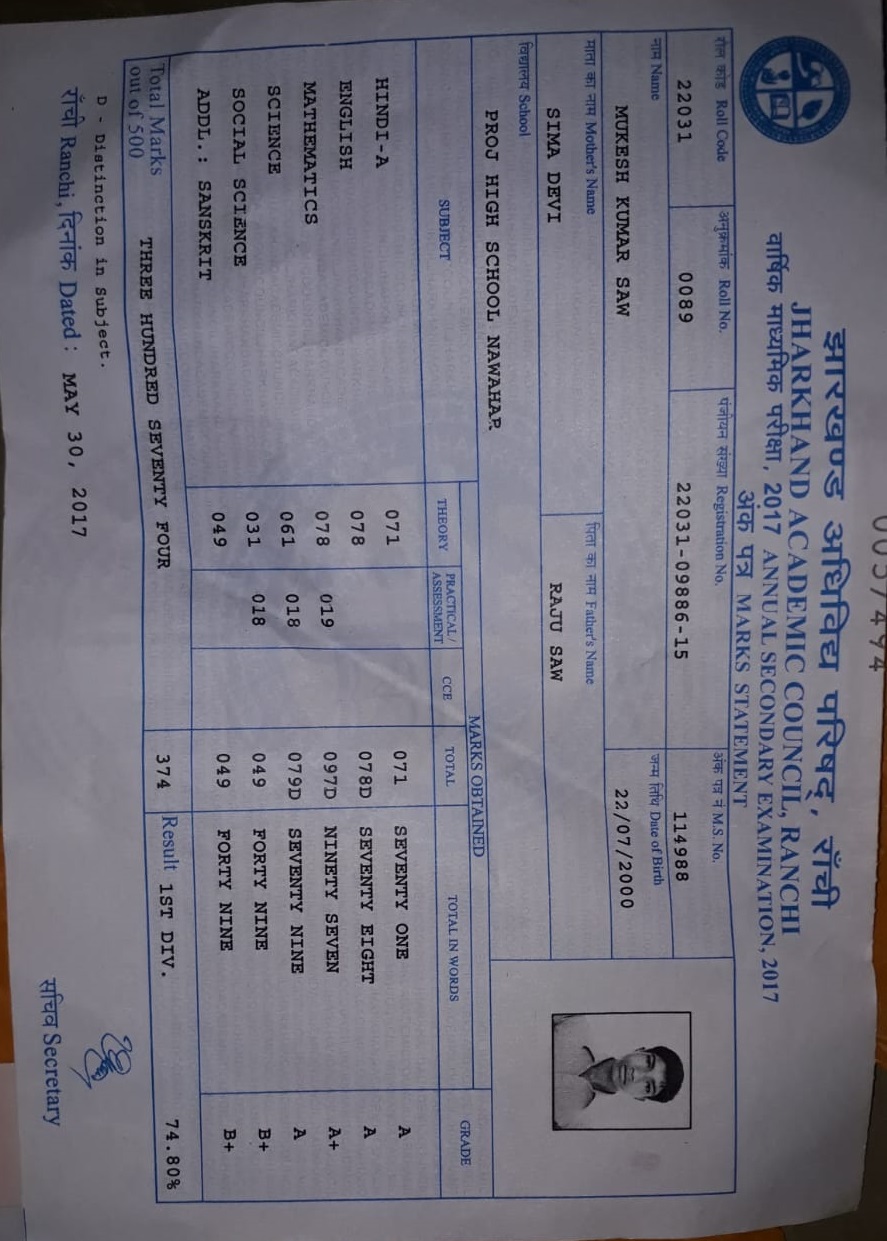 0057494
झारखण्ड अधिविद्य परिषद्, राँची
JHARKHAND ACADEMIC COUNCIL, RANCHI
वार्षिक माध्यमिक परीक्षा, 2017 ANNUAL SECONDARY EXAMINATION, 2017
अंक पत्र MARKS STATEMENT
रोल कोड Roll Code अनुक्रमांक Roll No. पंजीयन संख्या Registration No. अंक पत्र नं M.S. No.
22031 0089 22031-09886-15 114988
नाम Name जन्म तिथि Date of Birth
MUKESH KUMAR SAW 22/07/2000
माता का नाम Mother's Name पिता का नाम Father's Name
SIMA DEVI RAJU SAW
विद्यालय School
PROJ HIGH SCHOOL NAWAHAR
MARKS OBTAINED
SUBJECT THEORY PRACTICAL/ ASSESSMENT CCE TOTAL TOTAL IN WORDS GRADE
HINDI-A 071 071 SEVENTY ONE A
ENGLISH 078 078D SEVENTY EIGHT A
MATHEMATICS 078 019 097D NINETY SEVEN A+
SCIENCE 061 018 079D SEVENTY NINE A
SOCIAL SCIENCE 031 018 049 FORTY NINE B+
ADDL.: SANSKRIT 049 049 FORTY NINE B+
Total Marks out of 500 THREE HUNDRED SEVENTY FOUR 374 Result 1ST DIV. 74.80%
D - Distinction in Subject.
राँची Ranchi, दिनांक Dated : MAY 30, 2017
सचिव Secretary